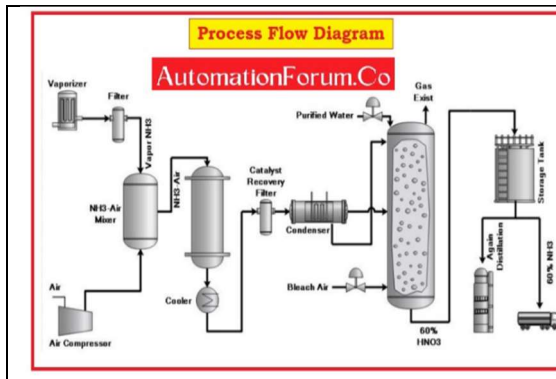 Process Flow Diagram
AutomationForum.Co
Vaporizer
Filter
Vapur NH3
NH3-Air
Mixer
NH3-Air
Air
Air Compressor
Cooler
Catalyst
Recovery
Filter
Condenser
Purified Water
Gas
Exist
Bleach Air
60%
HNO3
Storage Tank
Again
Distillation
60% NH3